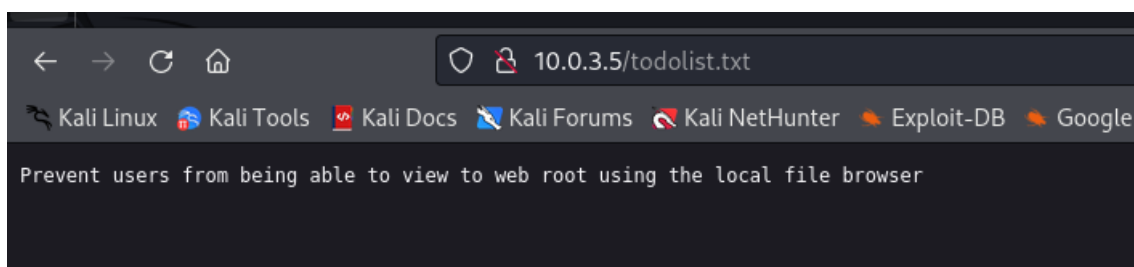 10.0.3.5/todolist.txt
Kali Linux Kali Tools Kali Docs Kali Forums Kali NetHunter Exploit-DB Google
Prevent users from being able to view to web root using the local file browser